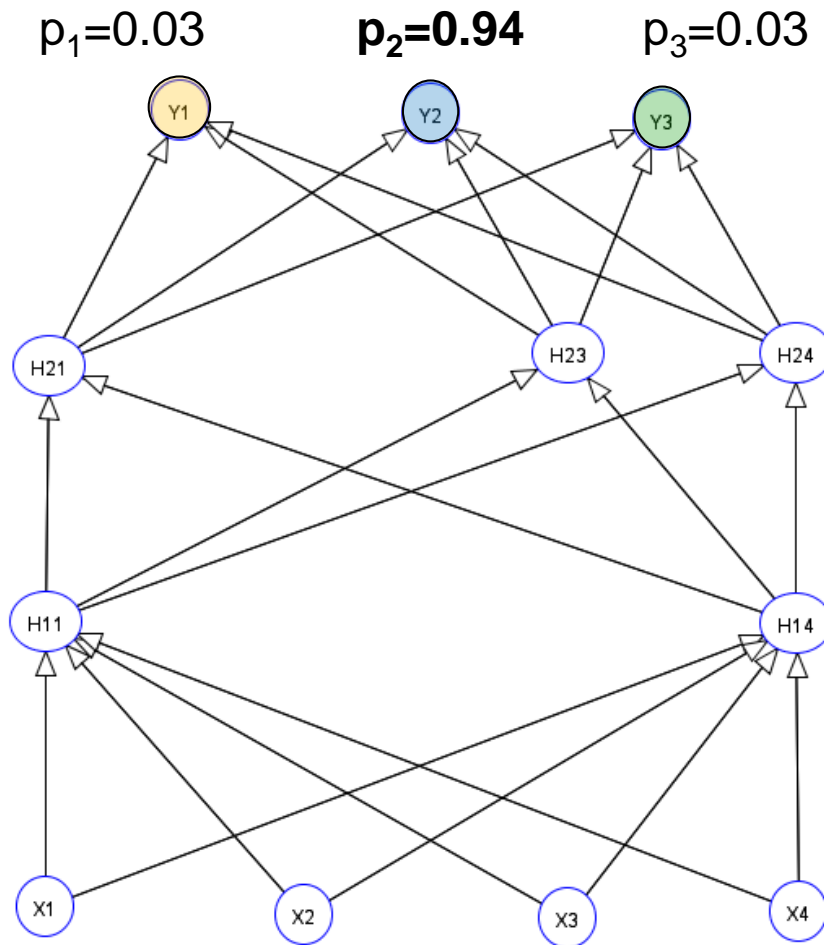 p₁=0.03 p₂=0.94 p₃=0.03
Y1 Y2 Y3
H21 H23 H24
H11 H14
X1 X2 X3 X4